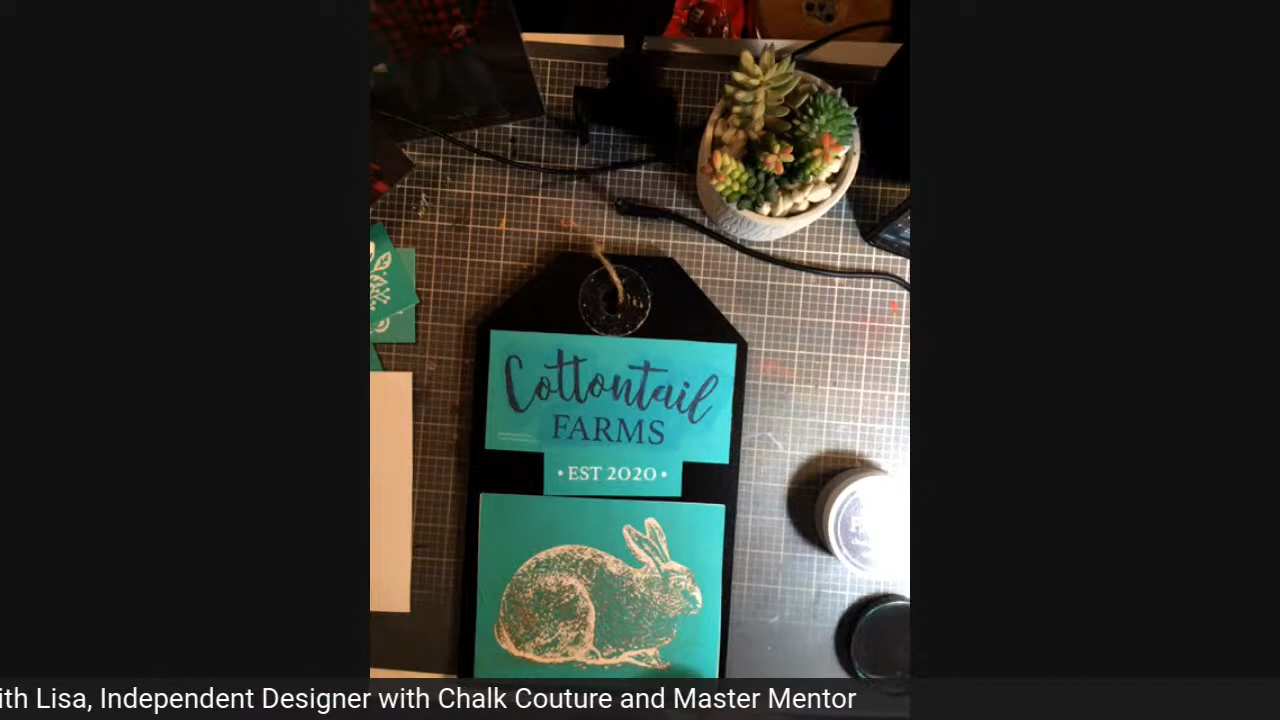 Cottontail
FARMS
• EST 2020 •
ith Lisa, Independent Designer with Chalk Couture and Master Mentor